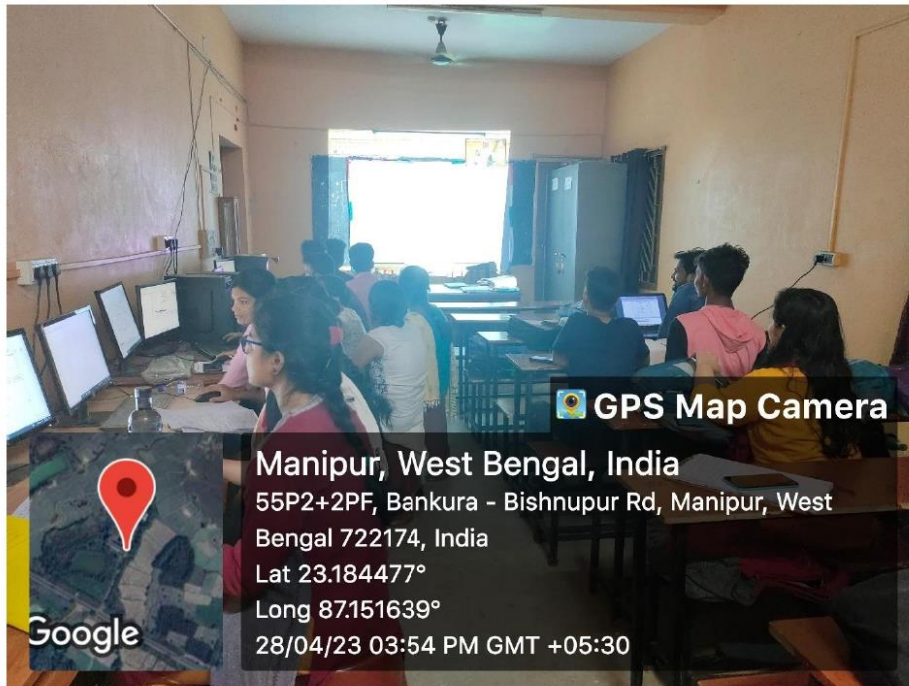 GPS Map Camera
Manipur, West Bengal, India
55P2+2PF, Bankura - Bishnupur Rd, Manipur, West
Bengal 722174, India
Lat 23.184477°
Long 87.151639°
28/04/23 03:54 PM GMT +05:30
Google